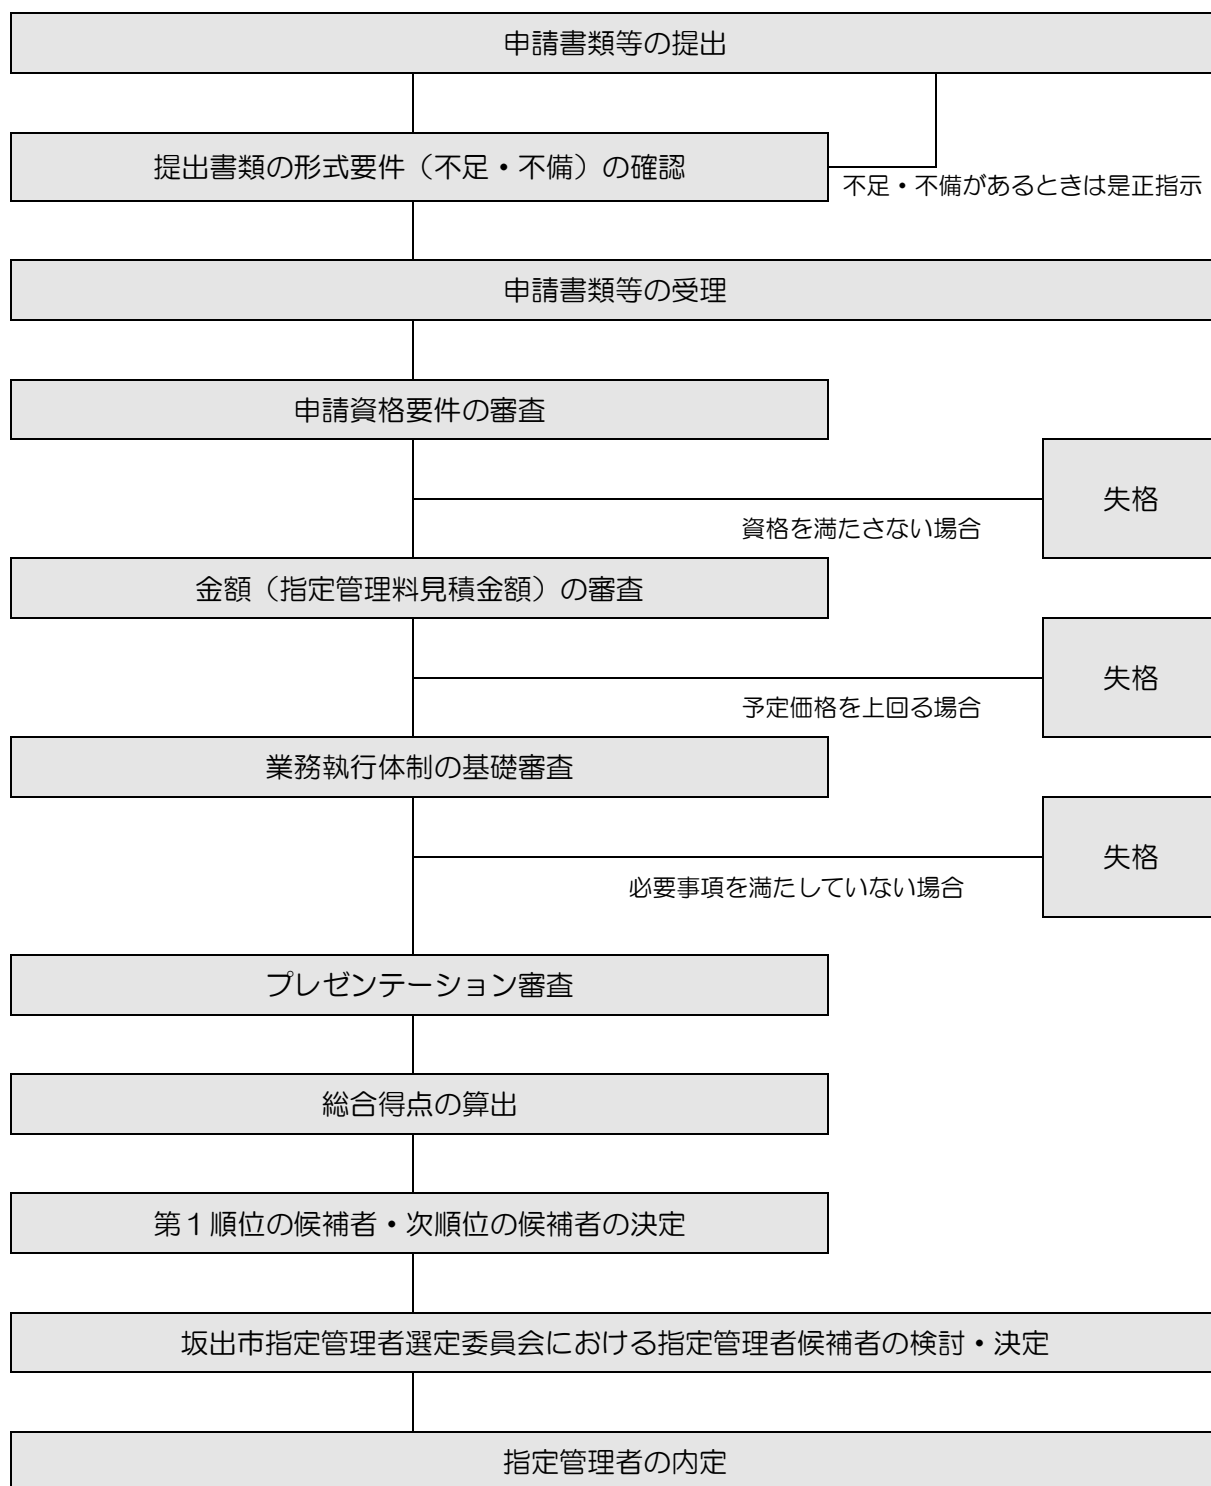 申請書類等の提出
提出書類の形式要件（不足・不備）の確認
不足・不備があるときは是正指示
申請書類等の受理
申請資格要件の審査
失格
資格を満たさない場合
金額（指定管理料見積金額）の審査
失格
予定価格を上回る場合
業務執行体制の基礎審査
失格
必要事項を満たしていない場合
プレゼンテーション審査
総合得点の算出
第１順位の候補者・次順位の候補者の決定
坂出市指定管理者選定委員会における指定管理者候補者の検討・決定
指定管理者の内定